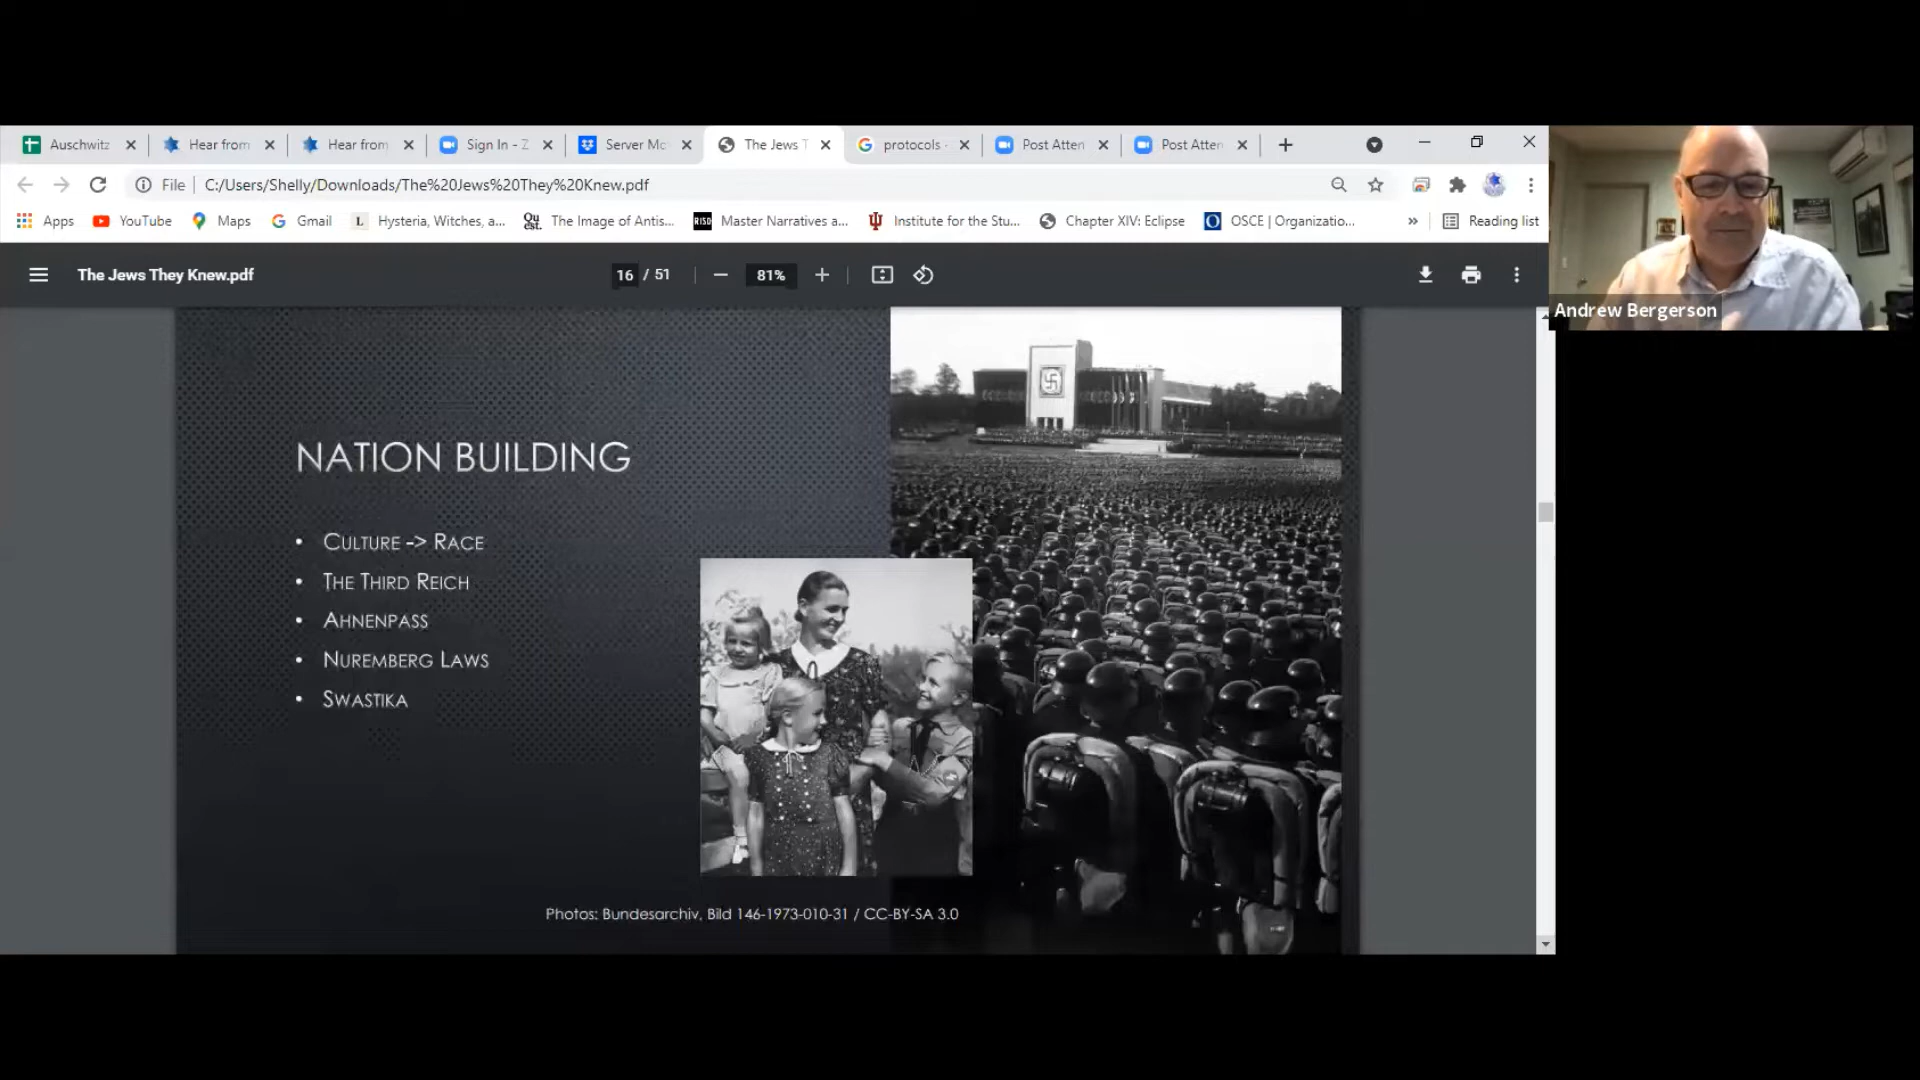 Auschwitz
Hear from
Hear from
Sign In - Z
Server Mo
The Jews T
protocols -
Post Atten
Post Atten
File
C:/Users/Shelly/Downloads/The%20Jews%20They%20Knew.pdf
Apps
YouTube
Maps
Gmail
L
Hysteria, Witches, a...
Qu est.
The Image of Antis...
RISD
Master Narratives a...
Institute for the Stu...
Chapter XIV: Eclipse
OSCE | Organizatio...
»
Reading list
The Jews They Knew.pdf
16 / 51
81%
Andrew Bergerson
NATION BUILDING
• CULTURE -> RACE
• THE THIRD REICH
• AHNENPASS
• NUREMBERG LAWS
• SWASTIKA
Photos: Bundesarchiv, Bild 146-1973-010-31 / CC-BY-SA 3.0